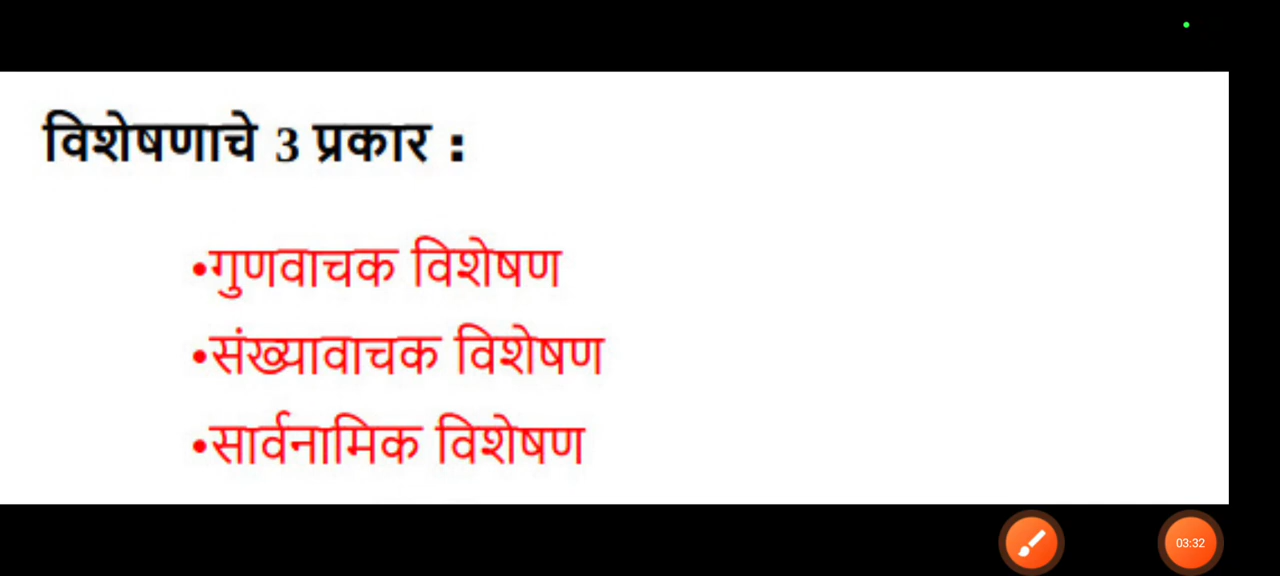 विशेषणाचे 3 प्रकार :
•गुणवाचक विशेषण
•संख्यावाचक विशेषण
•सार्वनामिक विशेषण
03:32